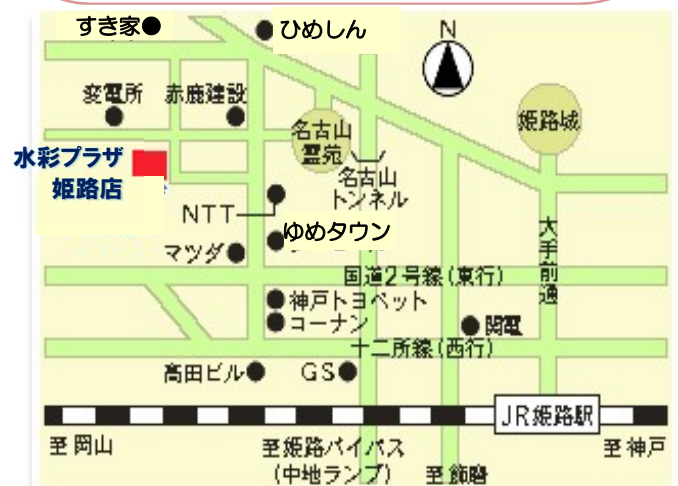 すき家●
ひめしん
N
変電所
赤鹿建設
名古山
霊苑
姫路城
水彩プラザ
姫路店
名古山
トンネル
NTT
ゆめタウン
大手前通
マツダ
国道2号線(東行)
神戸トヨペット
コーナン
関電
十二所線(西行)
高田ビル
GS
JR姫路駅
至岡山
至姫路バイパス
(中地ランプ)
至飾磨
至神戸